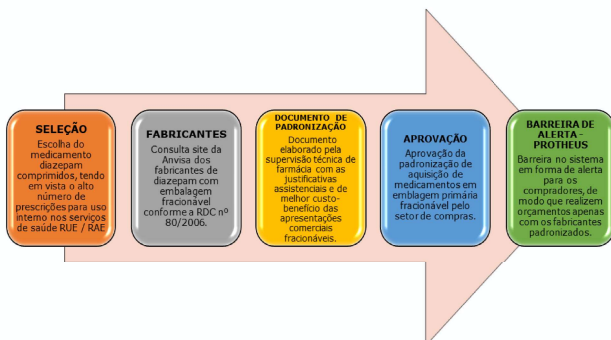 SELEÇÃO
Escolha do
medicamento
diazepam
comprimidos, tendo
em vista o alto
número de
prescrições para uso
interno nos serviços
de saúde RUE / RAE
FABRICANTES
Consulta site da
Anvisa dos
fabricantes de
diazepam com
embalagem
fracionável
conforme a RDC nº
80/2006.
DOCUMENTO DE
PADRONIZAÇÃO
Documento
elaborado pela
supervisão técnica de
farmácia com as
justificativas
assistenciais e de
melhor custo-
benefício das
apresentações
comerciais
fracionáveis.
APROVAÇÃO
Aprovação da
padronização de
aquisição de
medicamentos em
emblagem primária
fracionável pelo
setor de compras.
BARREIRA DE
ALERTA -
PROTHEUS
Barreira no sistema
em forma de alerta
para os
compradores, de
modo que realizem
orçamentos apenas
com os fabricantes
padronizados.